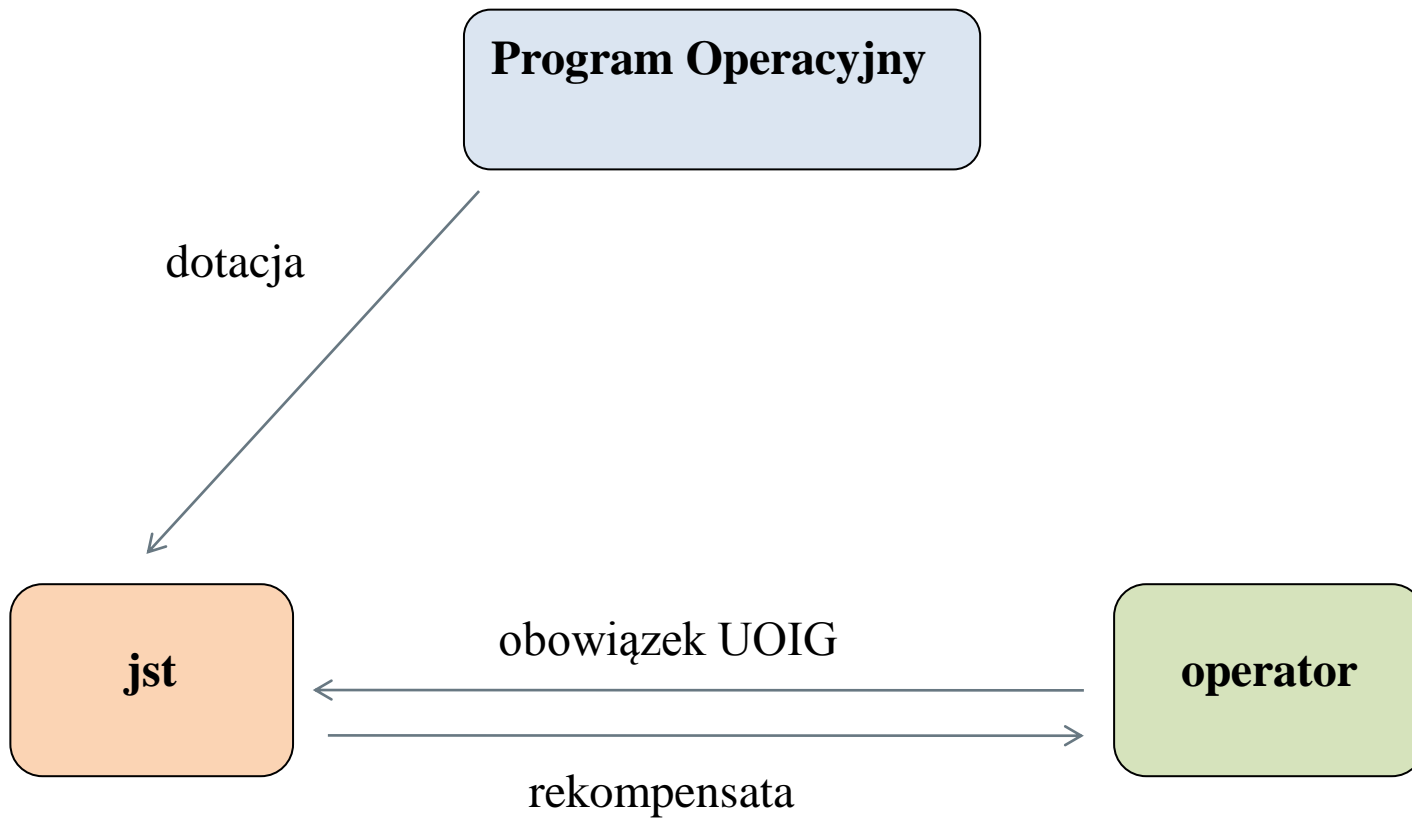 Program Operacyjny
dotacja
obowiązek UOIG
jst
operator
rekompensata